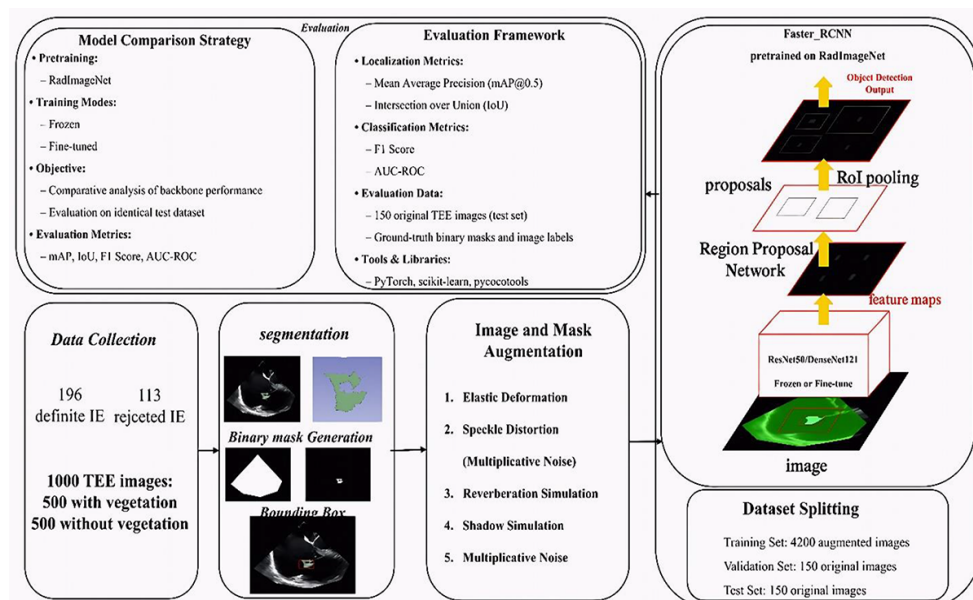 Evaluation
Model Comparison Strategy
• Pretraining:
– RadImageNet
• Training Modes:
– Frozen
– Fine-tuned
• Objective:
– Comparative analysis of backbone performance
– Evaluation on identical test dataset
• Evaluation Metrics:
– mAP, IoU, F1 Score, AUC-ROC
Evaluation Framework
• Localization Metrics:
– Mean Average Precision (mAP@0.5)
– Intersection over Union (IoU)
• Classification Metrics:
– F1 Score
– AUC-ROC
• Evaluation Data:
– 150 original TEE images (test set)
– Ground-truth binary masks and image labels
• Tools & Libraries:
– PyTorch, scikit-learn, pycocotools
Faster_RCNN
pretrained on RadImageNet
Object Detection
Output
proposals
RoI pooling
Region Proposal
Network
feature maps
ResNet50/DenseNet121
Frozen or Fine-tune
image
Data Collection
196 113
definite IE rejceted IE
1000 TEE images:
500 with vegetation
500 without vegetation
segmentation
Binary mask Generation
Bounding Box
Image and Mask
Augmentation
1. Elastic Deformation
2. Speckle Distortion
(Multiplicative Noise)
3. Reverberation Simulation
4. Shadow Simulation
5. Multiplicative Noise
Dataset Splitting
Training Set: 4200 augmented images
Validation Set: 150 original images
Test Set: 150 original images